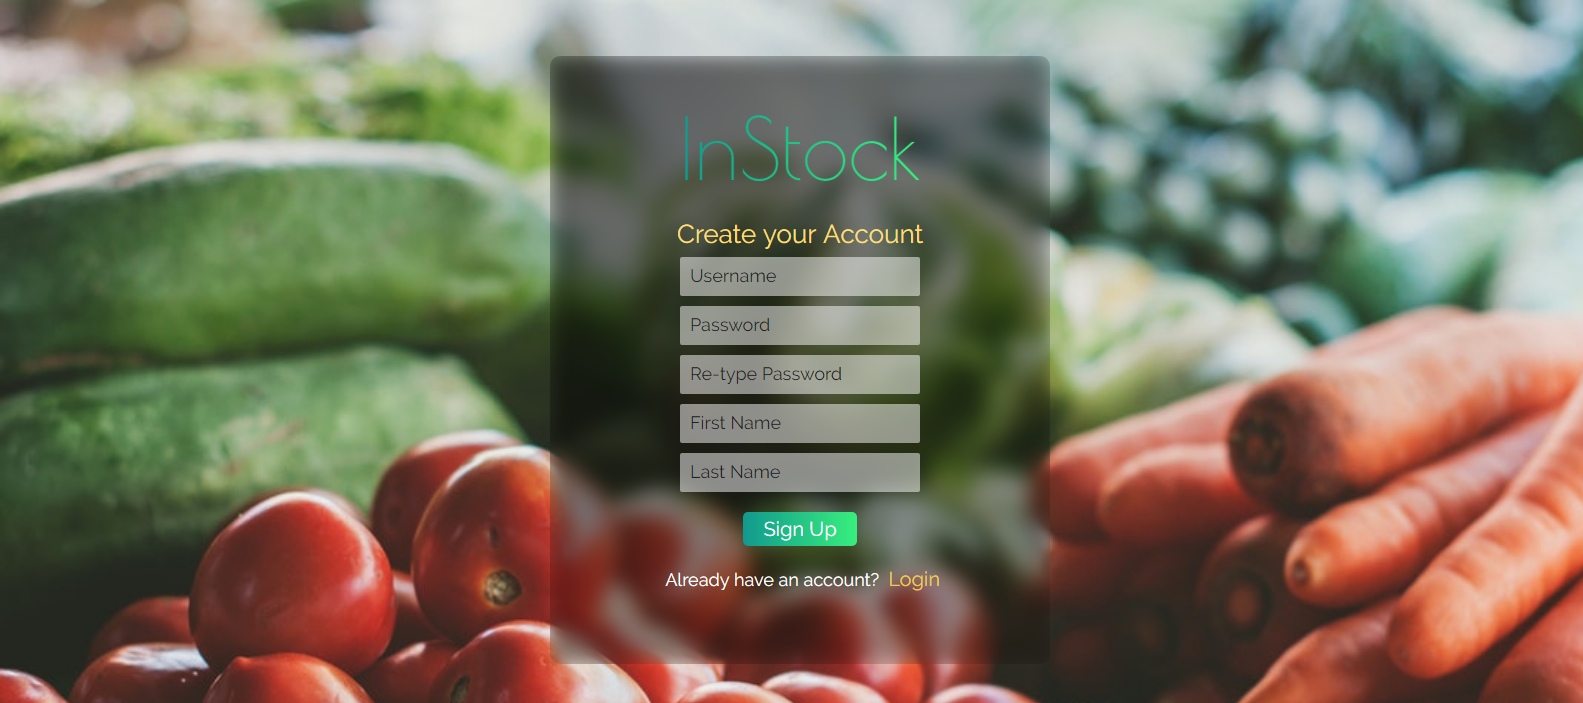 InStock
Create your Account
Username
Password
Re-type Password
First Name
Last Name
Sign Up
Already have an account? Login